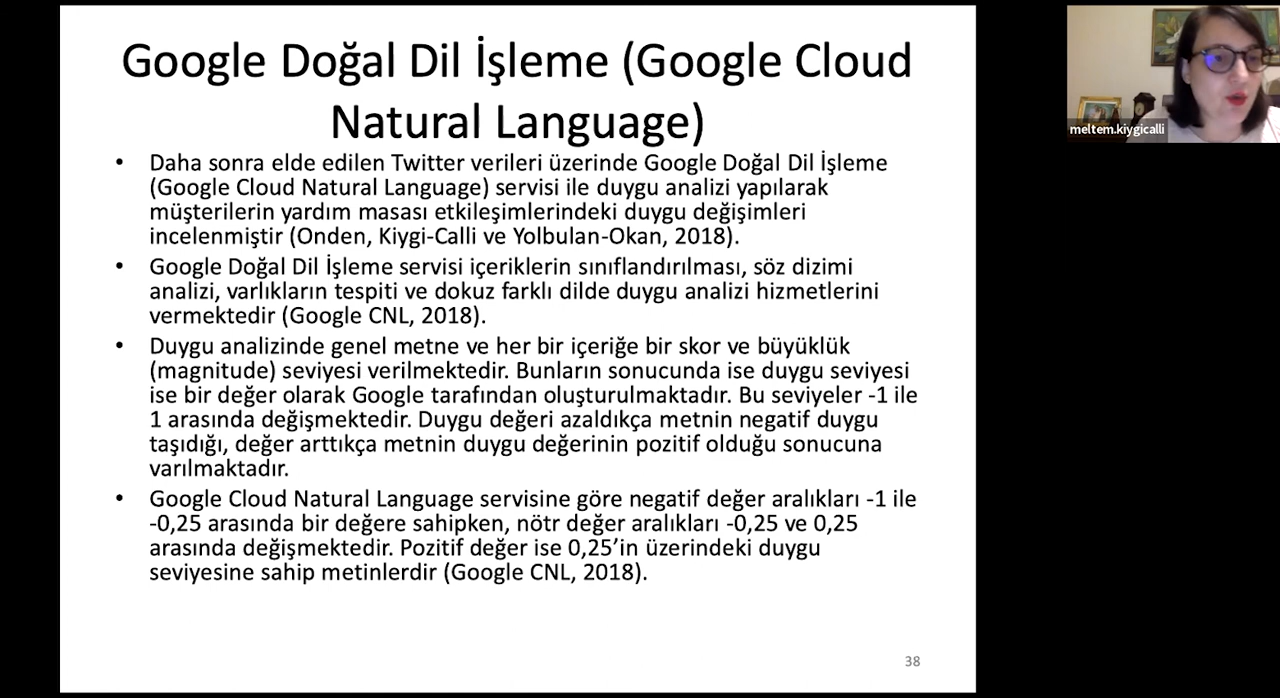 Google Doğal Dil İşleme (Google Cloud
Natural Language)
• Daha sonra elde edilen Twitter verileri üzerinde Google Doğal Dil İşleme
(Google Cloud Natural Language) servisi ile duygu analizi yapılarak
müşterilerin yardım masası etkileşimlerindeki duygu değişimleri
incelenmiştir (Onden, Kiygi-Calli ve Yolbulan-Okan, 2018).
• Google Doğal Dil İşleme servisi içeriklerin sınıflandırılması, söz dizimi
analizi, varlıkların tespiti ve dokuz farklı dilde duygu analizi hizmetlerini
vermektedir (Google CNL, 2018).
• Duygu analizinde genel metne ve her bir içeriğe bir skor ve büyüklük
(magnitude) seviyesi verilmektedir. Bunların sonucunda ise duygu seviyesi
ise bir değer olarak Google tarafından oluşturulmaktadır. Bu seviyeler -1 ile
1 arasında değişmektedir. Duygu değeri azaldıkça metnin negatif duygu
taşıdığı, değer arttıkça metnin duygu değerinin pozitif olduğu sonucuna
varılmaktadır.
• Google Cloud Natural Language servisine göre negatif değer aralıkları -1 ile
-0,25 arasında bir değere sahipken, nötr değer aralıkları -0,25 ve 0,25
arasında değişmektedir. Pozitif değer ise 0,25’in üzerindeki duygu
seviyesine sahip metinlerdir (Google CNL, 2018).
38
meltem.kiygicalli